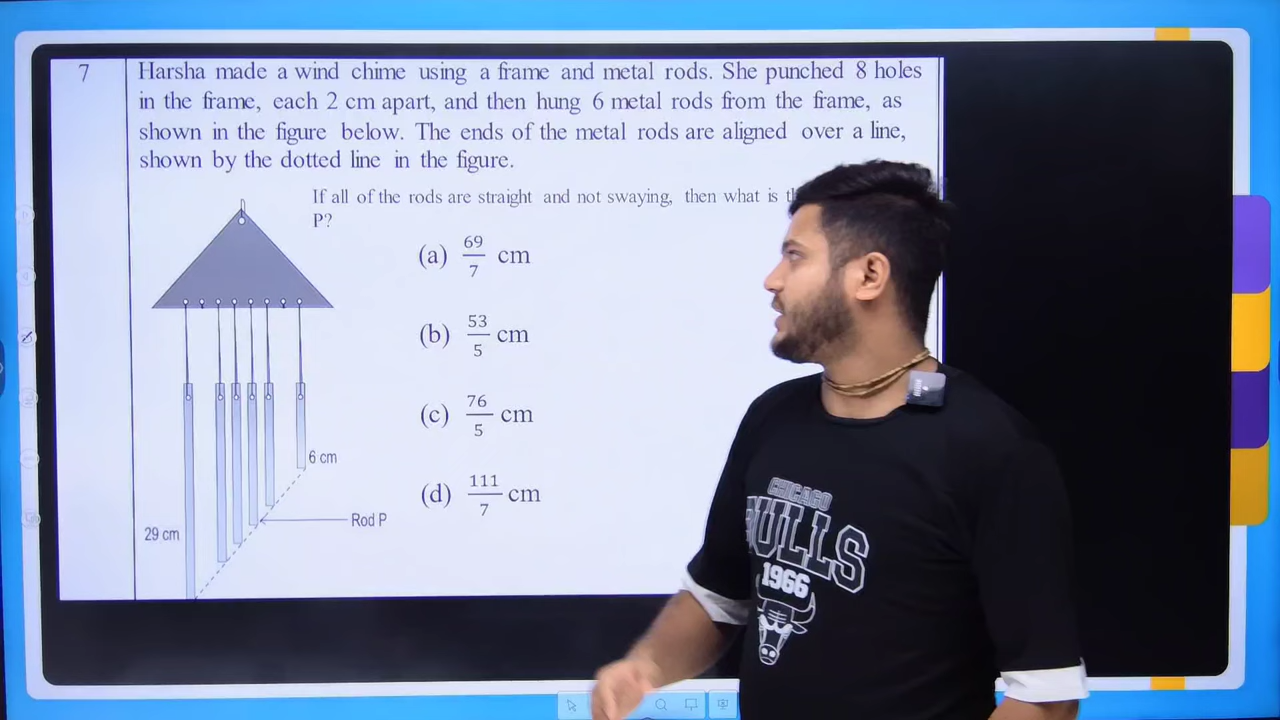 7
Harsha made a wind chime using a frame and metal rods. She punched 8 holes
in the frame, each 2 cm apart, and then hung 6 metal rods from the frame, as
shown in the figure below. The ends of the metal rods are aligned over a line,
shown by the dotted line in the figure.
If all of the rods are straight and not swaying, then what is
P?
(a) 69/7 cm
(b) 53/5 cm
(c) 76/5 cm
(d) 111/7 cm
6 cm
Rod P
29 cm
CHICAGO
BULLS
1966